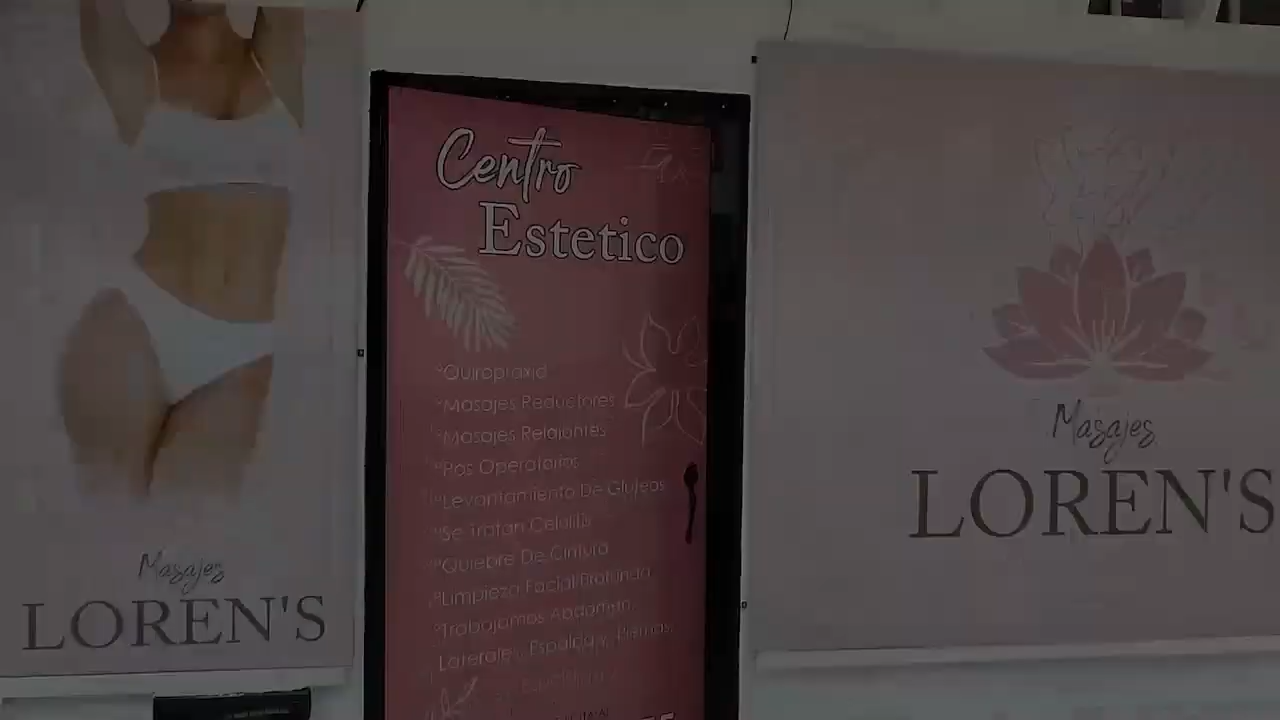 Masajes
LOREN'S
Centro
Estetico
*Quiropraxia
*Masajes Reductores
*Masajes Relajantes
*Pos Operatorios
*Levantamiento De Gluteos
*Se Tratan Celulitis
*Quiebre De Cintura
*Limpieza Facial Profunda
*Trabajamos Abdomen,
Laterales, Espalda y Piernas
Masajes
LOREN'S